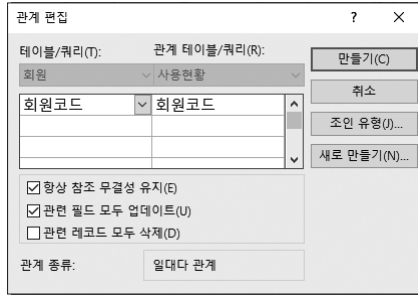 관계 편집
? ×
테이블/쿼리(T): 관계 테이블/쿼리(R):
회원 사용현황
회원코드 회원코드
만들기(C)
취소
조인 유형(J)...
새로 만들기(N)...
항상 참조 무결성 유지(E)
관련 필드 모두 업데이트(U)
관련 레코드 모두 삭제(D)
관계 종류: 일대다 관계